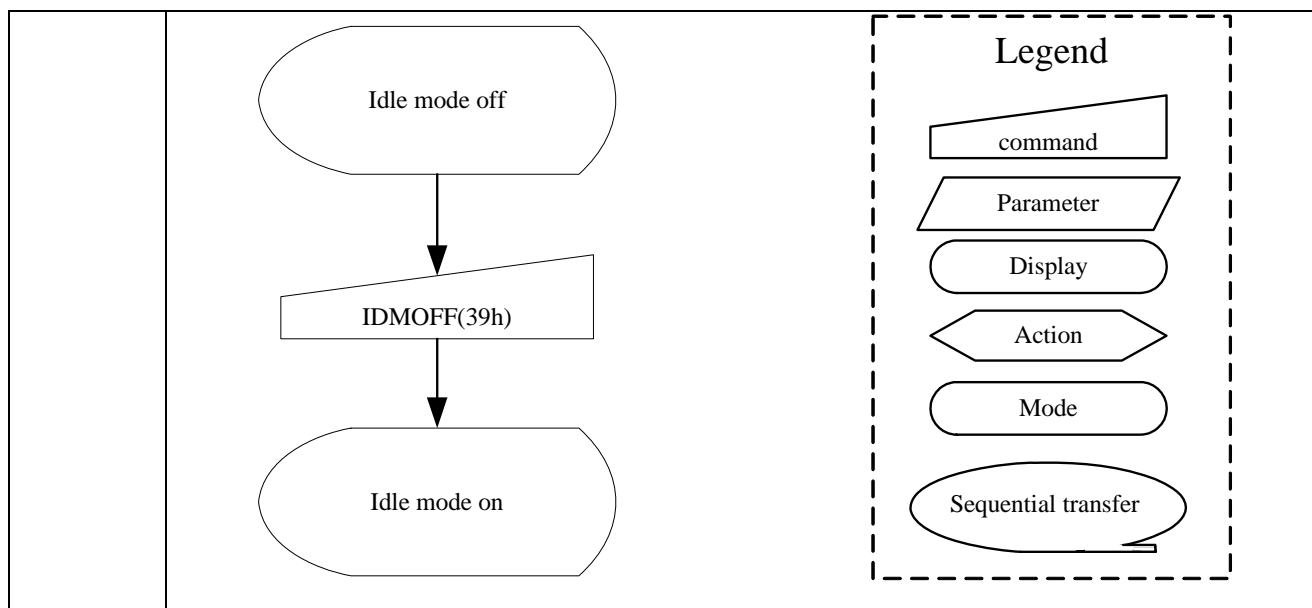 Idle mode off
IDMOFF(39h)
Idle mode on
Legend
command
Parameter
Display
Action
Mode
Sequential transfer